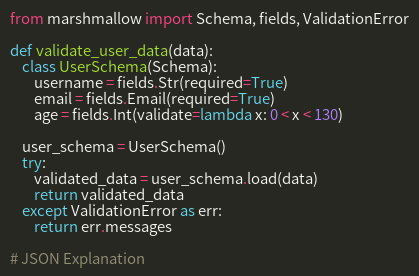 from marshmallow import Schema, fields, ValidationError

def validate_user_data(data):
    class UserSchema(Schema):
        username = fields.Str(required=True)
        email = fields.Email(required=True)
        age = fields.Int(validate=lambda x: 0 < x < 130)

    user_schema = UserSchema()
    try:
        validated_data = user_schema.load(data)
        return validated_data
    except ValidationError as err:
        return err.messages

# JSON Explanation